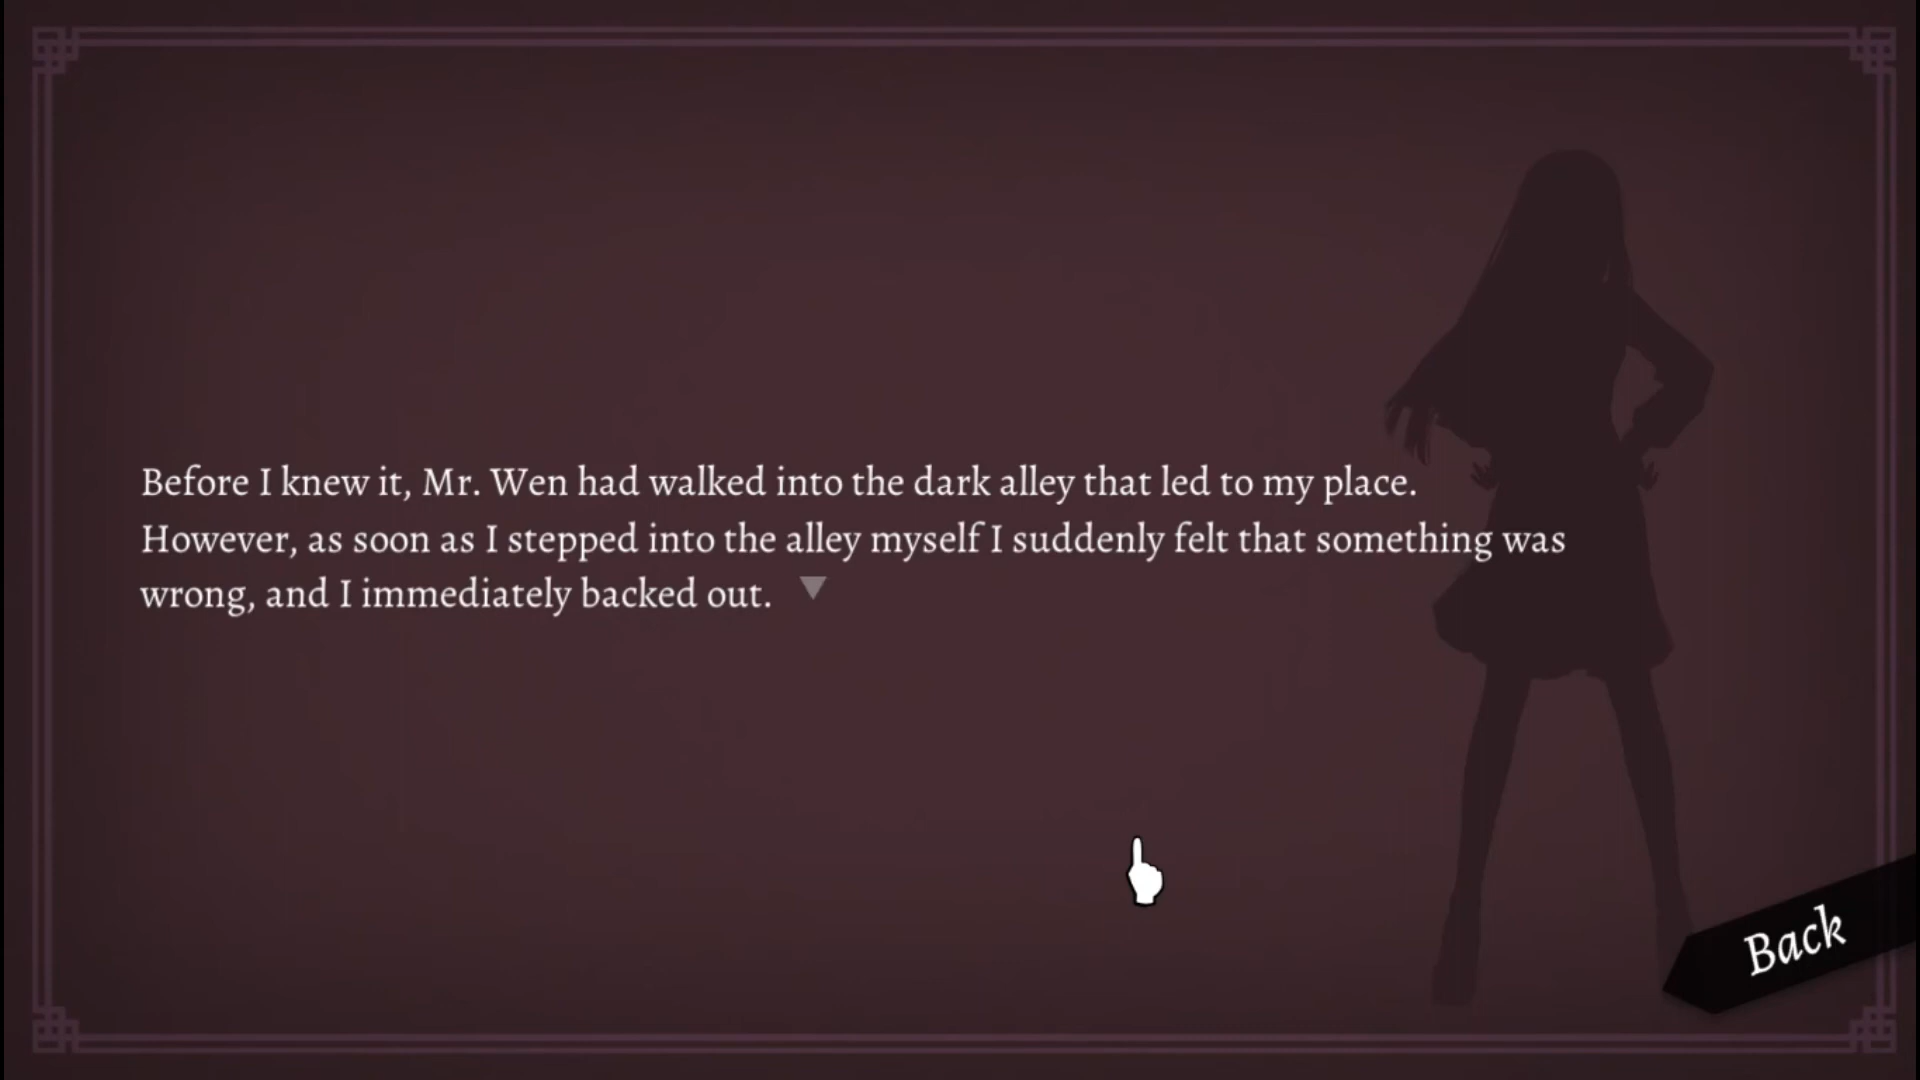 Before I knew it, Mr. Wen had walked into the dark alley that led to my place.
However, as soon as I stepped into the alley myself I suddenly felt that something was
wrong, and I immediately backed out.
Back